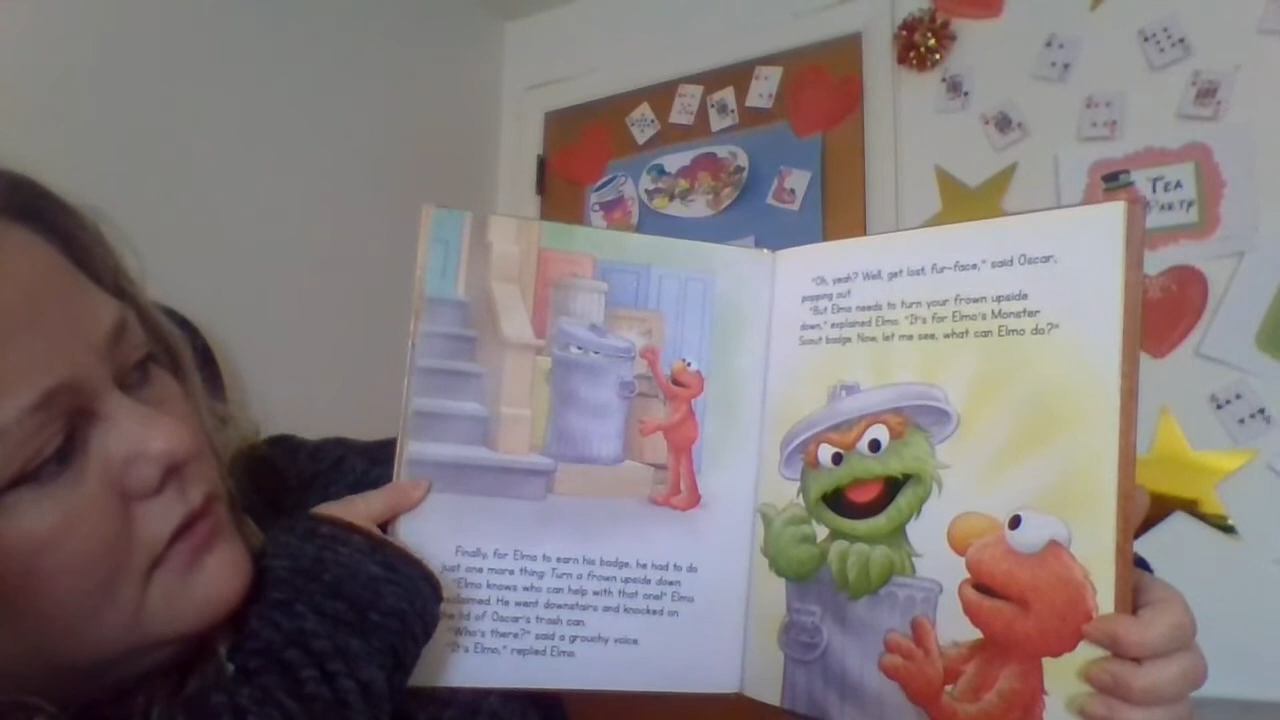 Finally, for Elmo to earn his badge, he had to do
just one more thing: Turn a frown upside down.
"Elmo knows who can help with that one!" Elmo
exclaimed. He went downstairs and knocked on
the lid of Oscar's trash can.
"Who's there?" said a grouchy voice.
"It's Elmo," replied Elmo.
"Oh, yeah? Well, get lost, fur-face," said Oscar,
popping out.
"But Elmo needs to turn your frown upside
down," explained Elmo. "It's for Elmo's Monster
Scout badge. Now, let me see, what can Elmo do?"
TEA
PARTY